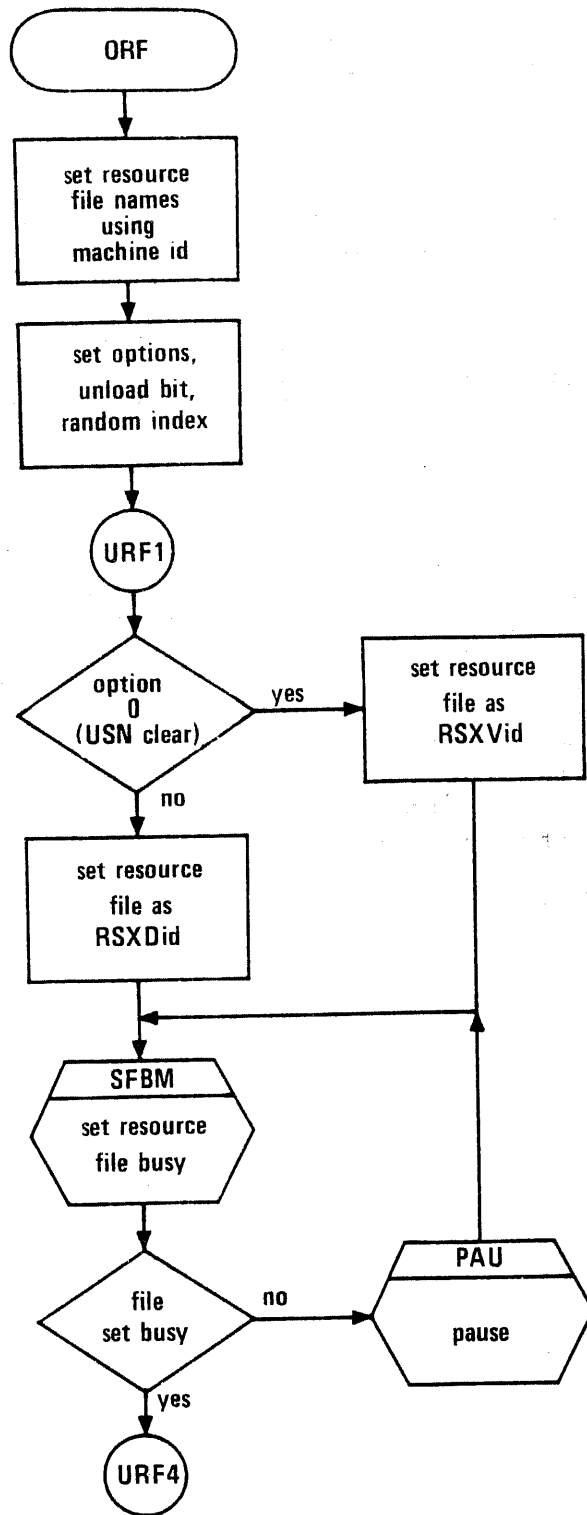 ORF
set resource
file names
using
machine id
set options,
unload bit,
random index
URF1
option
0
(USN clear)
yes
set resource
file as
RSXVid
no
set resource
file as
RSXDid
SFBM
set resource
file busy
file
set busy
no
PAU
pause
yes
URF4